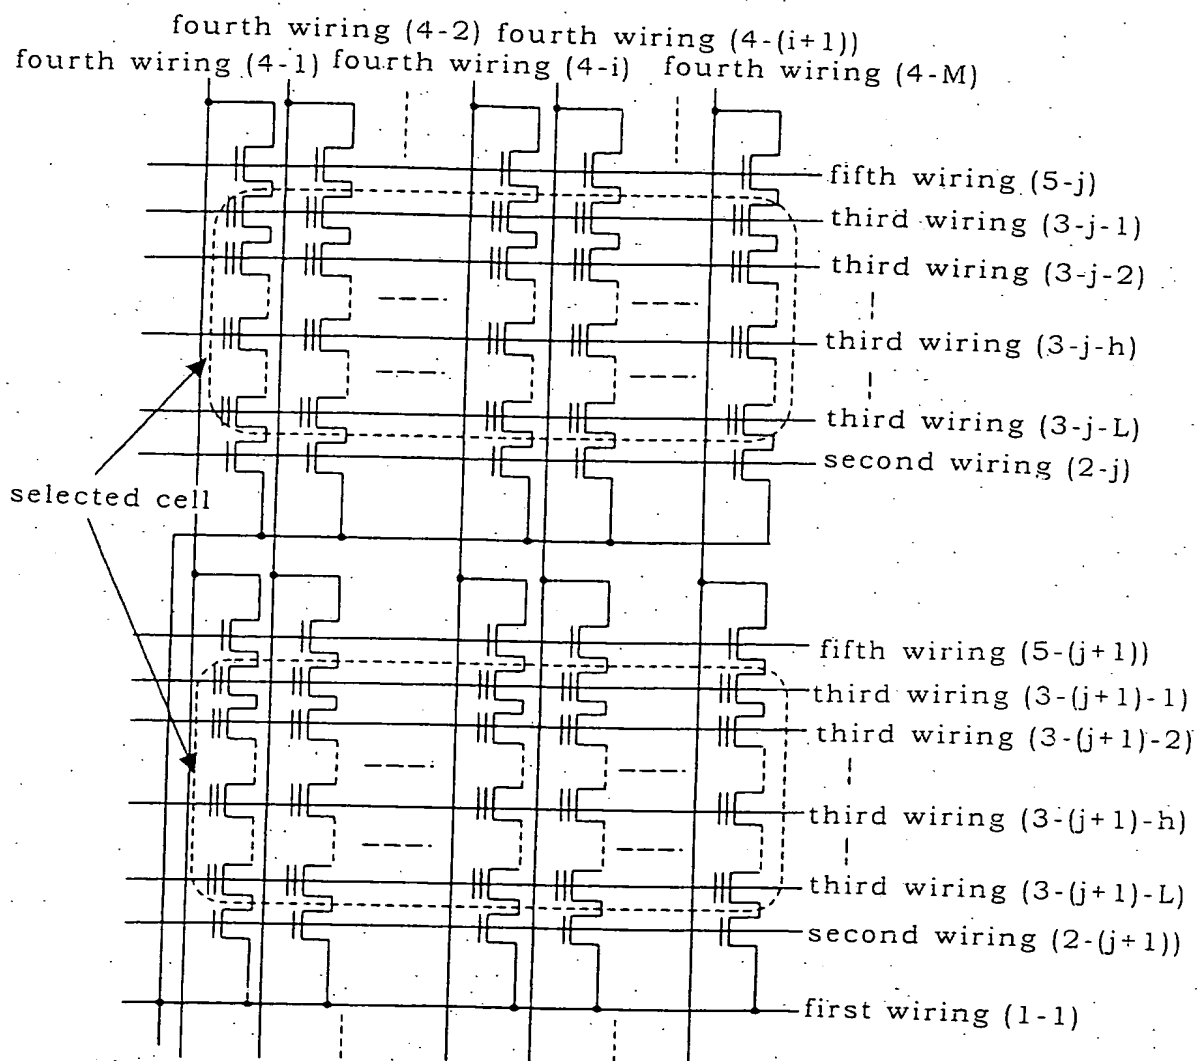 fourth wiring (4-2) fourth wiring (4-(i+1))
fourth wiring (4-1) fourth wiring (4-i) fourth wiring (4-M)
fifth wiring (5-j)
third wiring (3-j-1)
third wiring (3-j-2)
third wiring (3-j-h)
third wiring (3-j-L)
second wiring (2-j)
selected cell
fifth wiring (5-(j+1))
third wiring (3-(j+1)-1)
third wiring (3-(j+1)-2)
third wiring (3-(j+1)-h)
third wiring (3-(j+1)-L)
second wiring (2-(j+1))
first wiring (1-1)